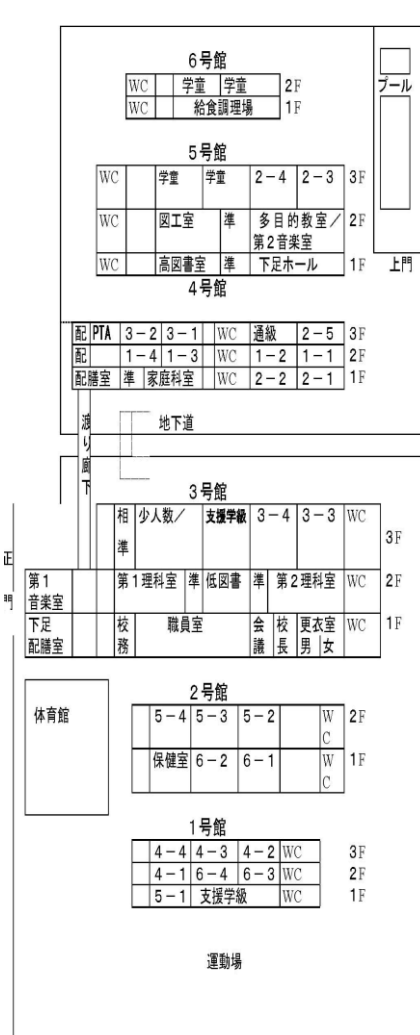 6号館
WC 学童 学童 2F
WC 給食調理場 1F
プール
5号館
WC 学童 学童 2－4 2－3 3F
WC 図工室 準 多目的教室／第2音楽室 2F
WC 高図書室 準 下足ホール 1F
上門
4号館
配 PTA 3－2 3－1 WC 通級 2－5 3F
配 1－4 1－3 WC 1－2 1－1 2F
配膳室 準 家庭科室 WC 2－2 2－1 1F
渡り廊下
地下道
3号館
相準 少人数／ 支援学級 3－4 3－3 WC 3F
正門
第1音楽室 第1理科室 準 低図書 準 第2理科室 WC 2F
下足配膳室 校務 職員室 会議 校長 更衣室男女 WC 1F
体育館
2号館
5－4 5－3 5－2 WC 2F
保健室 6－2 6－1 WC 1F
1号館
4－4 4－3 4－2 WC 3F
4－1 6－4 6－3 WC 2F
5－1 支援学級 WC 1F
運動場